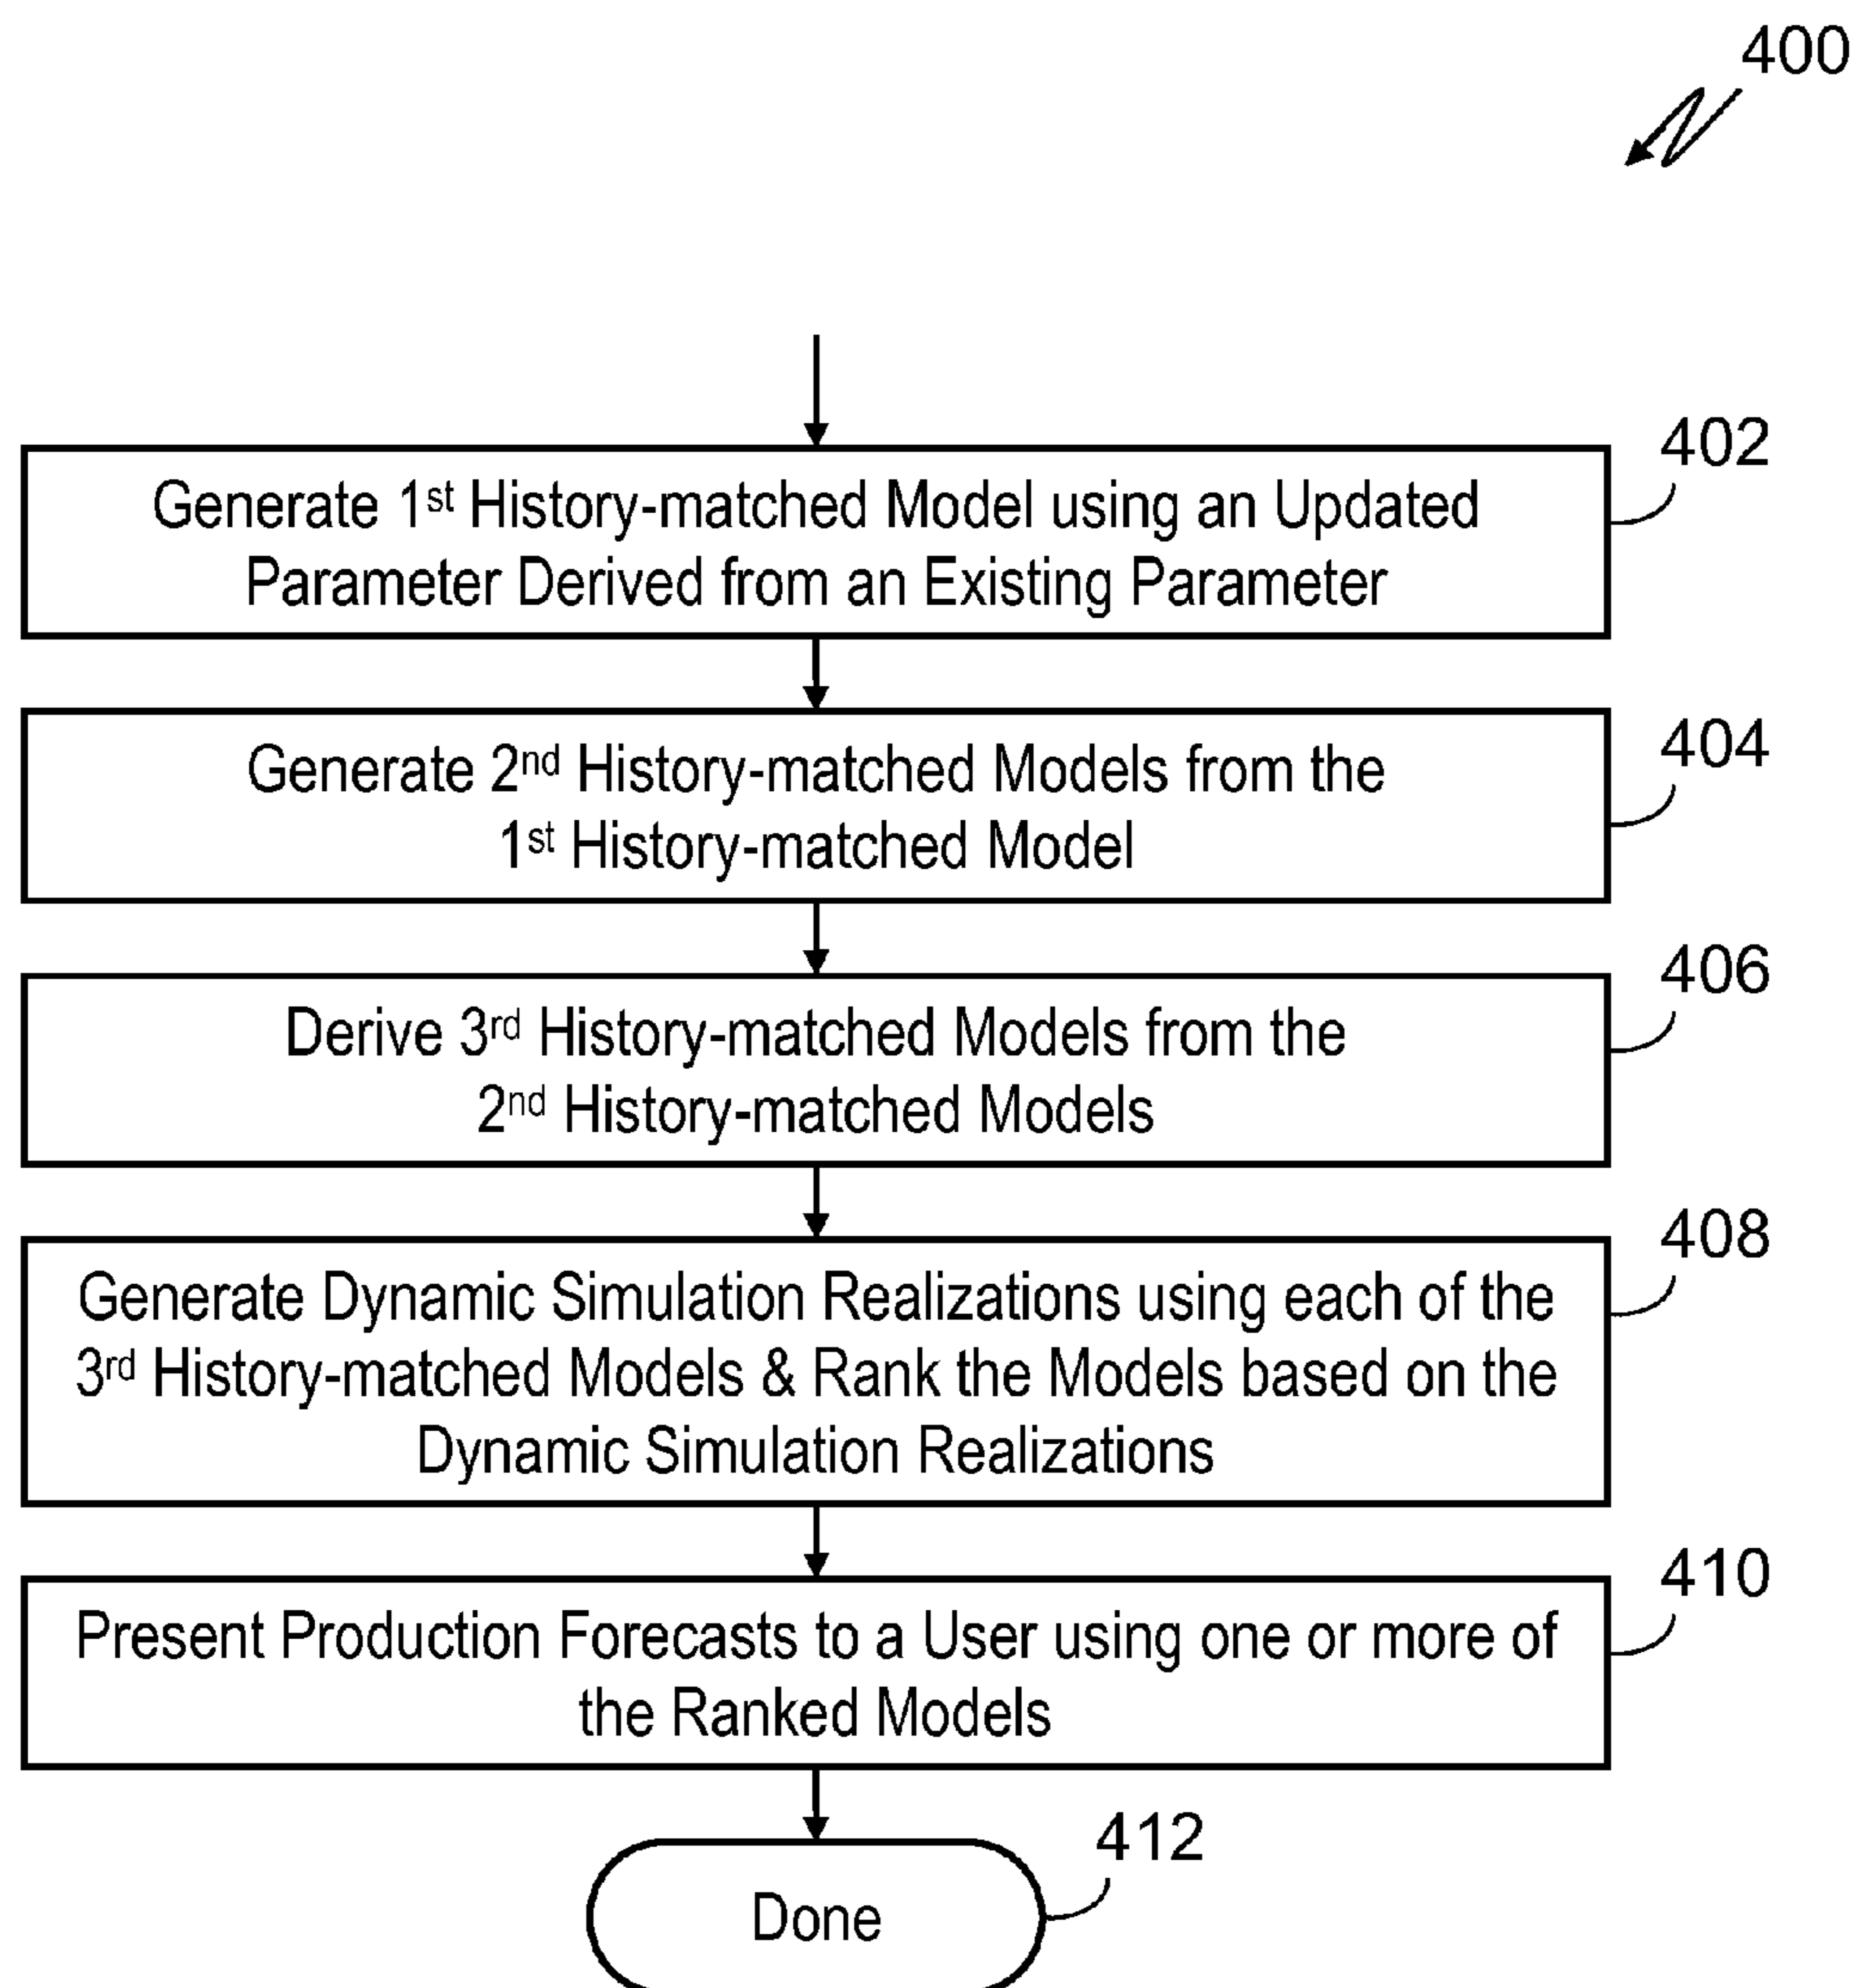 400
402
Generate 1st History-matched Model using an Updated
Parameter Derived from an Existing Parameter
404
Generate 2nd History-matched Models from the
1st History-matched Model
406
Derive 3rd History-matched Models from the
2nd History-matched Models
408
Generate Dynamic Simulation Realizations using each of the
3rd History-matched Models & Rank the Models based on the
Dynamic Simulation Realizations
410
Present Production Forecasts to a User using one or more of
the Ranked Models
412
Done